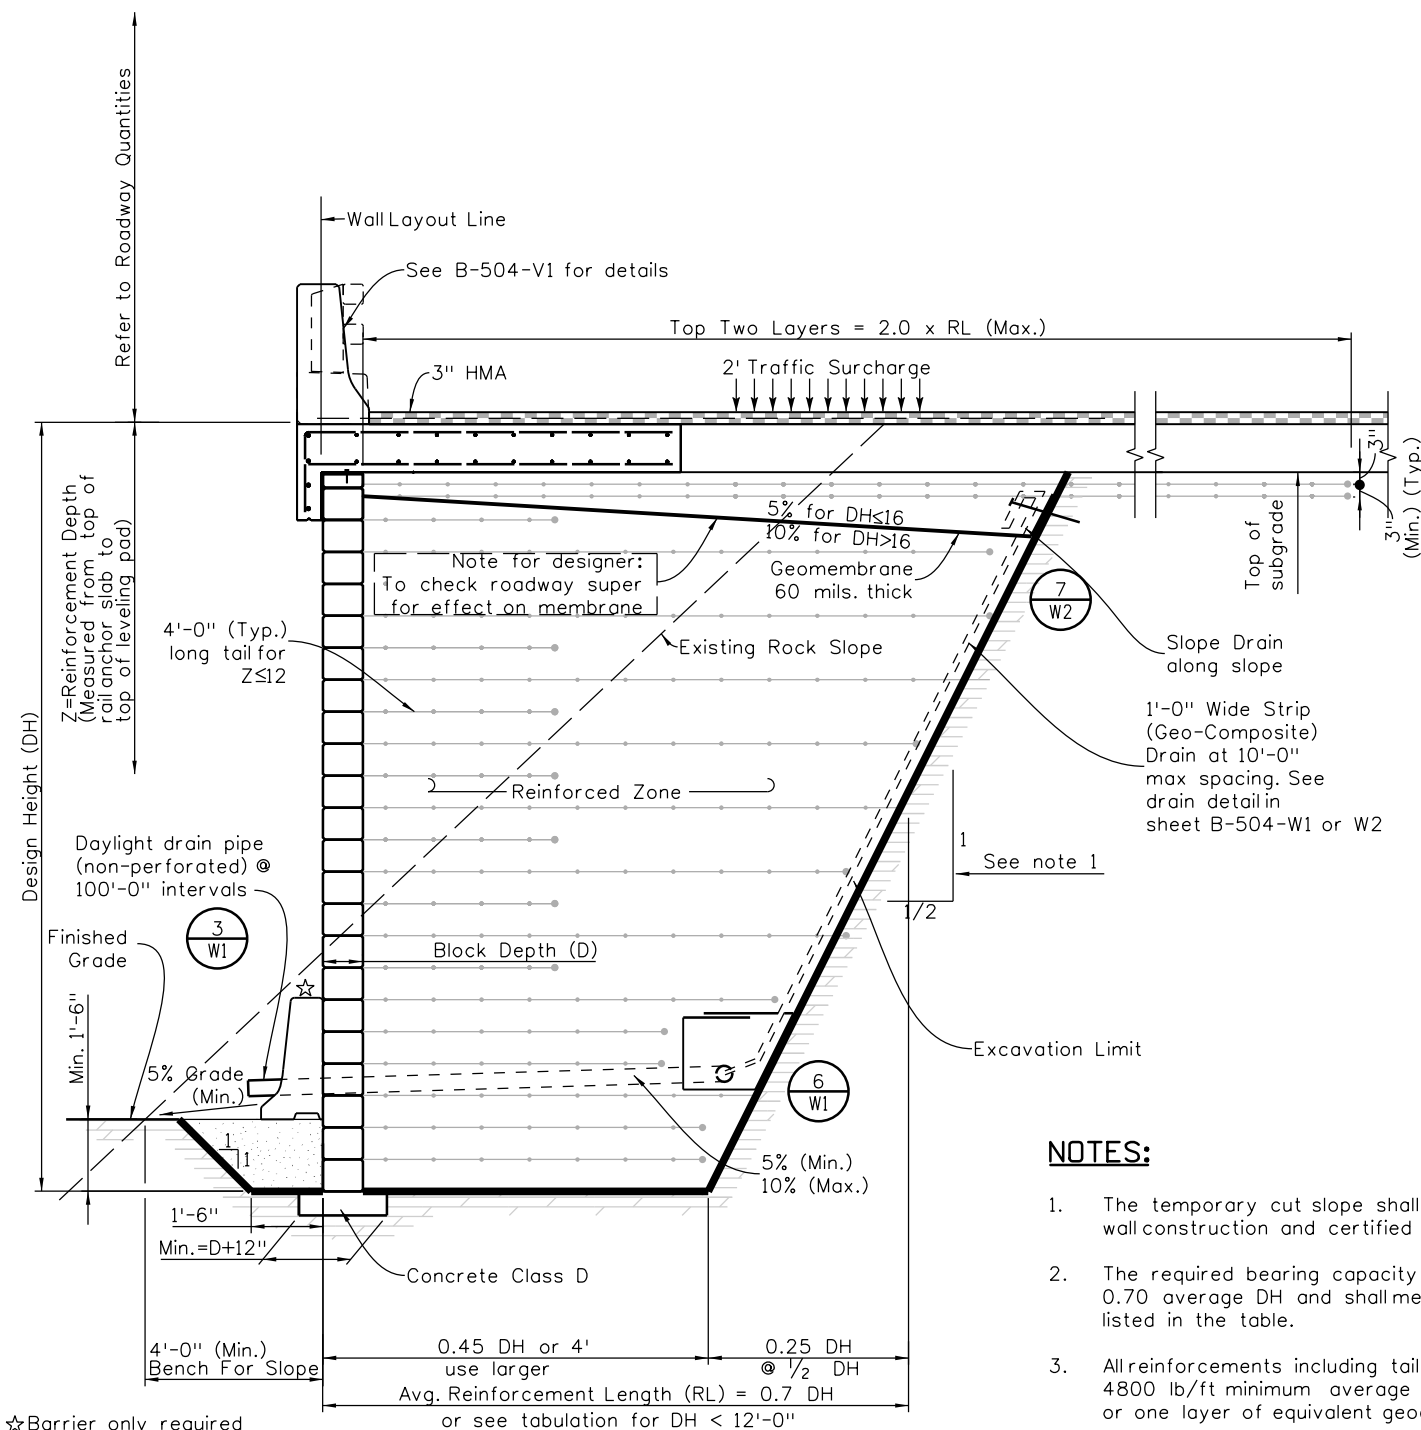 Refer to Roadway Quantities
Wall Layout Line
See B-504-V1 for details
Top Two Layers = 2.0 x RL (Max.)
3" HMA
2' Traffic Surcharge
3"
3"
(Min.) (Typ.)
Z=Reinforcement Depth
(Measured from top of
rail anchor slab to
top of leveling pad)
Design Height (DH)
5% for DH≤16
10% for DH>16
Note for designer:
To check roadway super
for effect on membrane
Geomembrane
60 mils. thick
Top of
subgrade
7
W2
4'-0" (Typ.)
long tail for
Z≤12
Existing Rock Slope
Slope Drain
along slope
1'-0" Wide Strip
(Geo-Composite)
Drain at 10'-0"
max spacing. See
drain detail in
sheet B-504-W1 or W2
Reinforced Zone
Daylight drain pipe
(non-perforated) @
100'-0" intervals
1
See note 1
1/2
3
W1
Finished
Grade
Block Depth (D)
☆
Min. 1'-6"
5% Grade
(Min.)
Excavation Limit
6
W1
1
1
5% (Min.)
10% (Max.)
1'-6"
Min.=D+12"
Concrete Class D
4'-0" (Min.)
Bench For Slope
0.45 DH or 4'
use larger
0.25 DH
@ 1/2 DH
Avg. Reinforcement Length (RL) = 0.7 DH
or see tabulation for DH < 12'-0"
☆Barrier only required
NOTES:
1. The temporary cut slope shall
wall construction and certified
2. The required bearing capacity
0.70 average DH and shall me
listed in the table.
3. All reinforcements including tail
4800 lb/ft minimum average
or one layer of equivalent geo